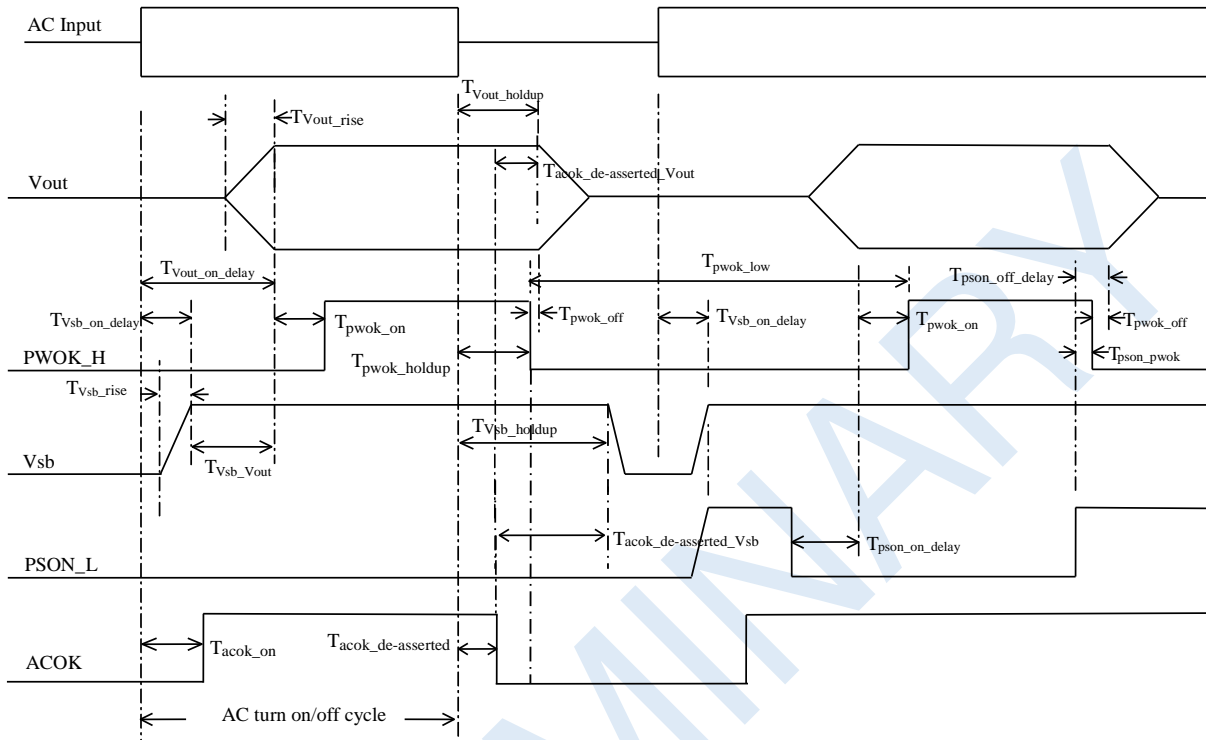 AC Input
TVout_holdup
TVout_rise
Tacok_de-asserted_Vout
Vout
TVout_on_delay
Tpwok_low
Tpson_off_delay
TVsb_on_delay
Tpwok_on
Tpwok_off
TVsb_on_delay
Tpwok_on
Tpwok_off
PWOK_H
Tpwok_holdup
Tpson_pwok
TVsb_rise
TVsb_holdup
Vsb
TVsb_Vout
Tacok_de-asserted_Vsb
Tpson_on_delay
PSON_L
Tacok_on
Tacok_de-asserted
ACOK
AC turn on/off cycle
MINARY